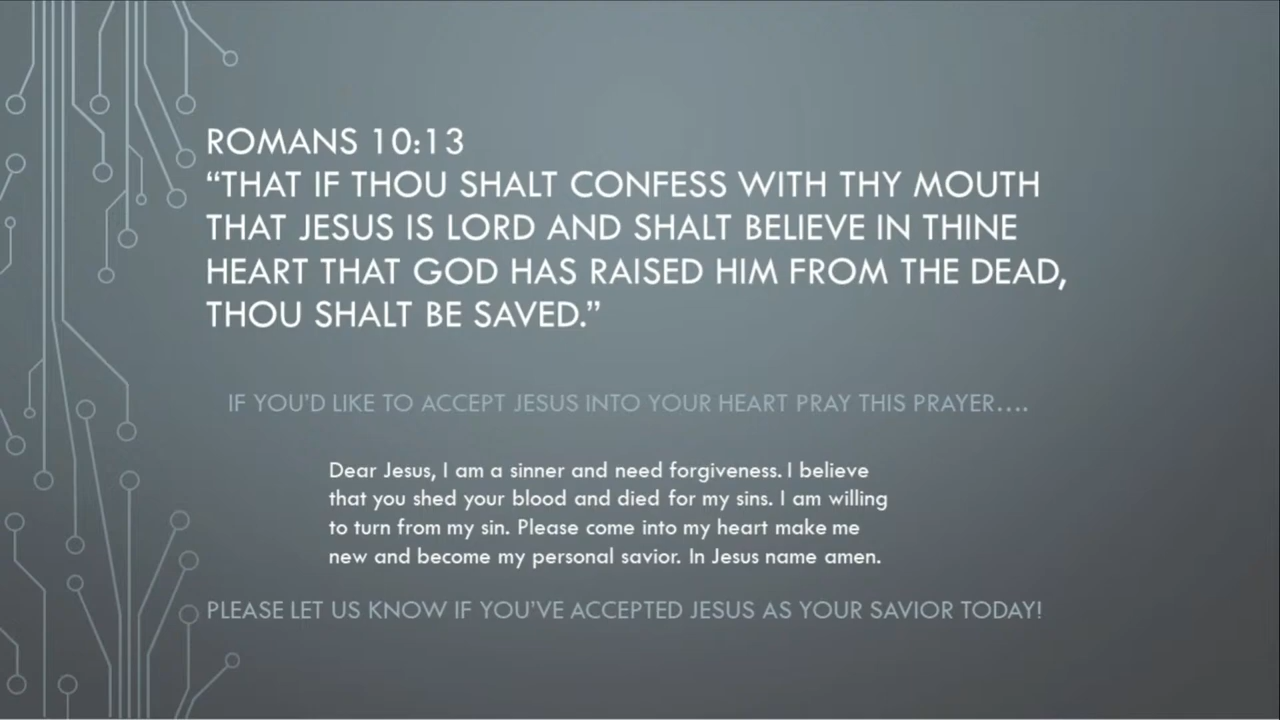 ROMANS 10:13
“THAT IF THOU SHALT CONFESS WITH THY MOUTH
THAT JESUS IS LORD AND SHALT BELIEVE IN THINE
HEART THAT GOD HAS RAISED HIM FROM THE DEAD,
THOU SHALT BE SAVED.”
IF YOU’D LIKE TO ACCEPT JESUS INTO YOUR HEART PRAY THIS PRAYER….
Dear Jesus, I am a sinner and need forgiveness. I believe
that you shed your blood and died for my sins. I am willing
to turn from my sin. Please come into my heart make me
new and become my personal savior. In Jesus name amen.
PLEASE LET US KNOW IF YOU’VE ACCEPTED JESUS AS YOUR SAVIOR TODAY!